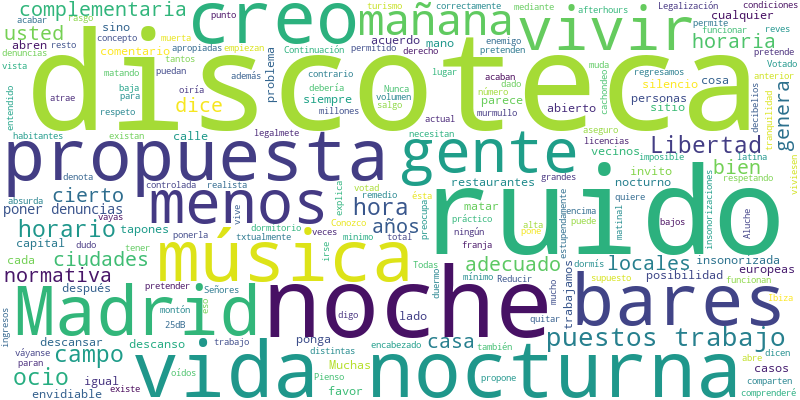 complementaria
creo
mañana
vivir
usted
abren
sino
resto
concepto
acabar
rasgo
denuncias
muerta
apropiadas
empiezan
comentario
tantos
punto
Continuación
permitido
turismo
acuerdo
mano
correctamente
derecho
enemigo
pretenden
mediante
afterhours
Legalización
permite
funcionar
condiciones
cualquier
reves
horaria
pretende
Votado
vista
entendido
atrae
discoteca
matando
baja
para
puedan
además
oiría
dice
problema
contrario
debería
siempre
millones
Nunca
volumen
salgo
lugar
dado
número
parece
murmullo
acaban
actual
muda
cachondeo
abierto
silencio
personas
sitio
cosa
regresamos
anterior
decibelios
tranquilidad
genera
viviesen
respeto
habitantes
existan
calle
legalmete
necesitan
aseguro
licencias
vecinos
imposible
Libertad
latina
propuesta
gente
bien
respetando
denota
controlada
realista
absurda
vayas
vive
menos
explica
restaurantes
grandes
invito
nocturno
insonorizaciones
cierto
poner denuncias
horario
tapones
hora
años
votad
remedio
ésta
preocupa
matar
práctico
ningún
franja
alta
pone
encima
puede
estupendamente
quiere
matinal
bajos
Aluche
ruido
capital
dudo
tener
ponerla
dormitorio
txtualmente
veces
irse
Conozco
mínimo
total
música
ciudades
cada
normativa
pretender
después
Señores
eso
duermo
Todas
mínimo
Reducir
adecuado
trabajamos
supuesto
mucho
quitar
dormís
locales
insonorizada
posibilidad
europeas
funcionan
Ibiza
Madrid
noche
bares
ingresos
montón
25dB
descansar
descanso
trabajo
digo
lado
encabezado
distintas
ponga
casa
también
puestos trabajo
dicen
abre
váyanse
paran
campo
ocio
igual
existe
envidiable
oídos
vida nocturna
Muchas
Pienso
favor
propone
casos
comparten
comprenderé